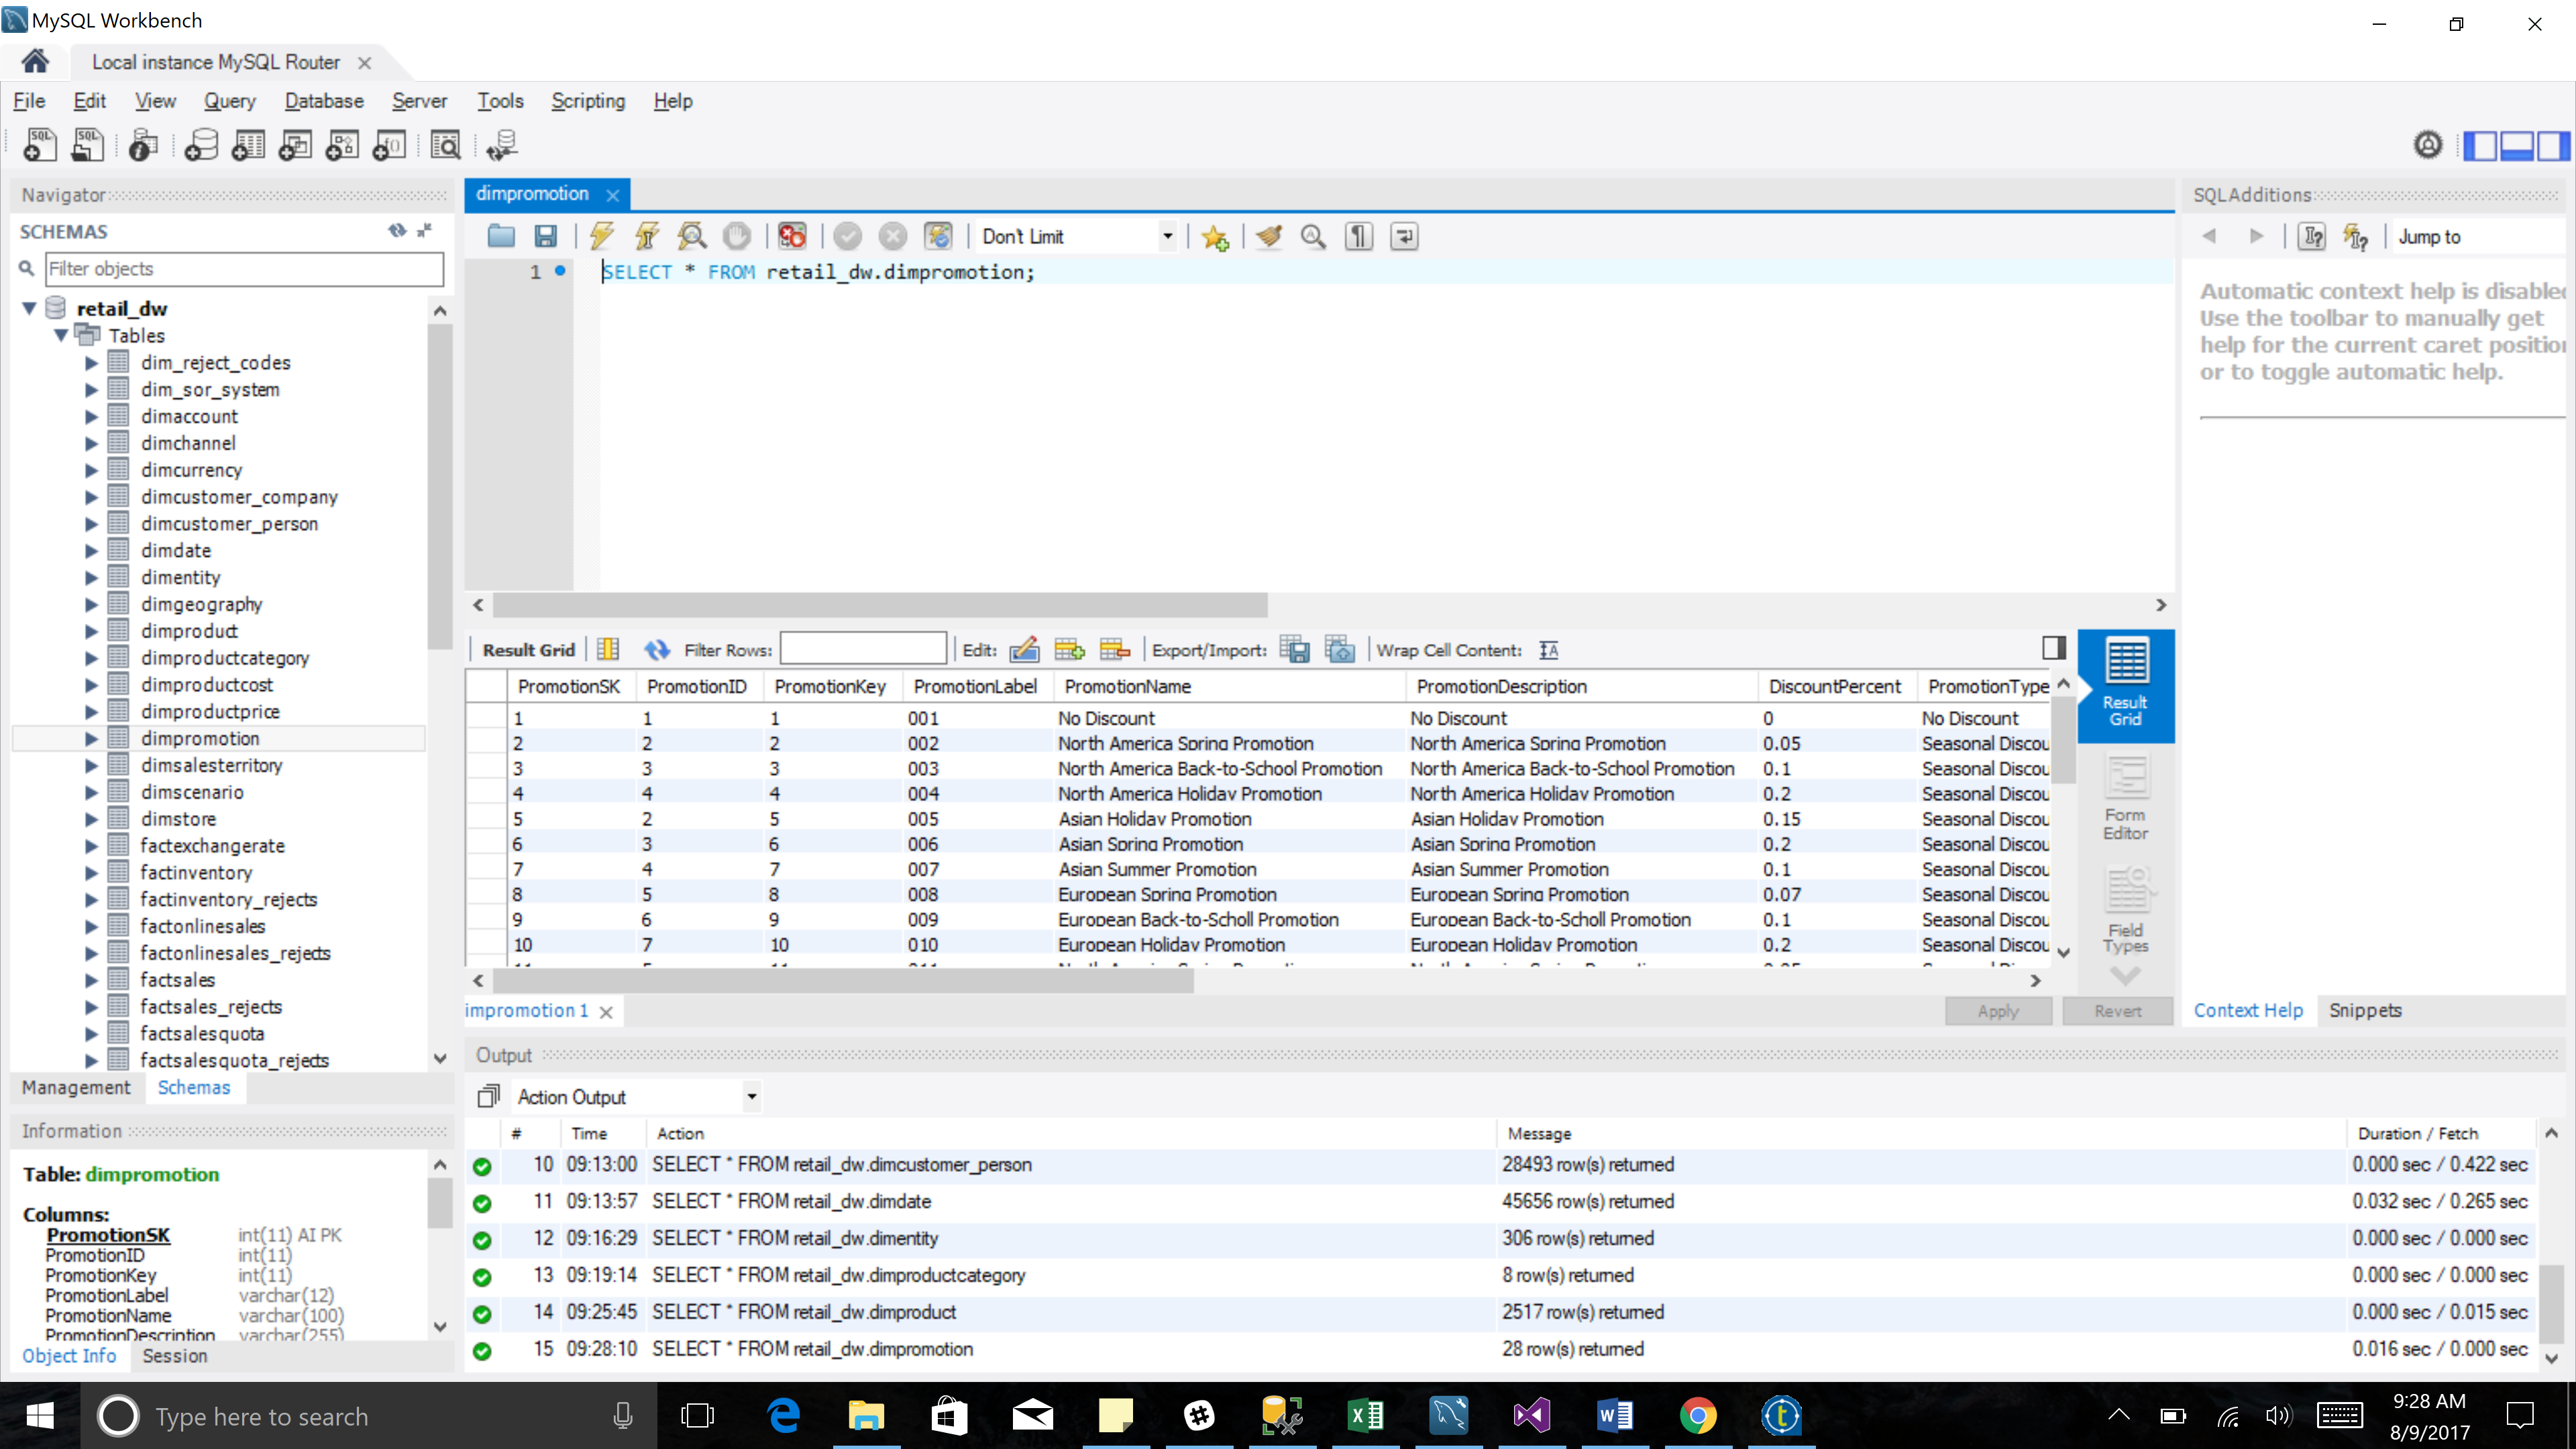 MySQL Workbench
Local instance MySQL Router
File Edit View Query Database Server Tools Scripting Help
Navigator
SCHEMAS
Filter objects
retail_dw
Tables
dim_reject_codes
dim_sor_system
dimaccount
dimchannel
dimcurrency
dimcustomer_company
dimcustomer_person
dimdate
dimentity
dimgeography
dimproduct
dimproductcategory
dimproductcost
dimproductprice
dimpromotion
dimsalesterritory
dimscenario
dimstore
factexchangerate
factinventory
factinventory_rejects
factonlinesales
factonlinesales_rejects
factsales
factsales_rejects
factsalesquota
factsalesquota_rejects
Management Schemas
Information
Table: dimpromotion
Columns:
PromotionSK int(11) AI PK
PromotionID int(11)
PromotionKey int(11)
PromotionLabel varchar(12)
PromotionName varchar(100)
PromotionDescription varchar(255)
Object Info Session
dimpromotion
Don't Limit
1 SELECT * FROM retail_dw.dimpromotion;
Result Grid Filter Rows: Edit: Export/Import: Wrap Cell Content:
PromotionSK PromotionID PromotionKey PromotionLabel PromotionName PromotionDescription DiscountPercent PromotionType
1 1 1 001 No Discount No Discount 0 No Discount
2 2 2 002 North America Spring Promotion North America Spring Promotion 0.05 Seasonal Discou
3 3 3 003 North America Back-to-School Promotion North America Back-to-School Promotion 0.1 Seasonal Discou
4 4 4 004 North America Holiday Promotion North America Holiday Promotion 0.2 Seasonal Discou
5 2 5 005 Asian Holiday Promotion Asian Holiday Promotion 0.15 Seasonal Discou
6 3 6 006 Asian Spring Promotion Asian Spring Promotion 0.2 Seasonal Discou
7 4 7 007 Asian Summer Promotion Asian Summer Promotion 0.1 Seasonal Discou
8 5 8 008 European Spring Promotion European Spring Promotion 0.07 Seasonal Discou
9 6 9 009 European Back-to-Scholl Promotion European Back-to-Scholl Promotion 0.1 Seasonal Discou
10 7 10 010 European Holiday Promotion European Holiday Promotion 0.2 Seasonal Discou
Result
Grid
Form
Editor
Field
Types
impromotion 1
Apply Revert
SQLAdditions
Jump to
Automatic context help is disabled
Use the toolbar to manually get
help for the current caret position
or to toggle automatic help.
Context Help Snippets
Output
Action Output
# Time Action Message Duration / Fetch
10 09:13:00 SELECT * FROM retail_dw.dimcustomer_person 28493 row(s) returned 0.000 sec / 0.422 sec
11 09:13:57 SELECT * FROM retail_dw.dimdate 45656 row(s) returned 0.032 sec / 0.265 sec
12 09:16:29 SELECT * FROM retail_dw.dimentity 306 row(s) returned 0.000 sec / 0.000 sec
13 09:19:14 SELECT * FROM retail_dw.dimproductcategory 8 row(s) returned 0.000 sec / 0.000 sec
14 09:25:45 SELECT * FROM retail_dw.dimproduct 2517 row(s) returned 0.000 sec / 0.015 sec
15 09:28:10 SELECT * FROM retail_dw.dimpromotion 28 row(s) returned 0.016 sec / 0.000 sec
Type here to search
9:28 AM
8/9/2017